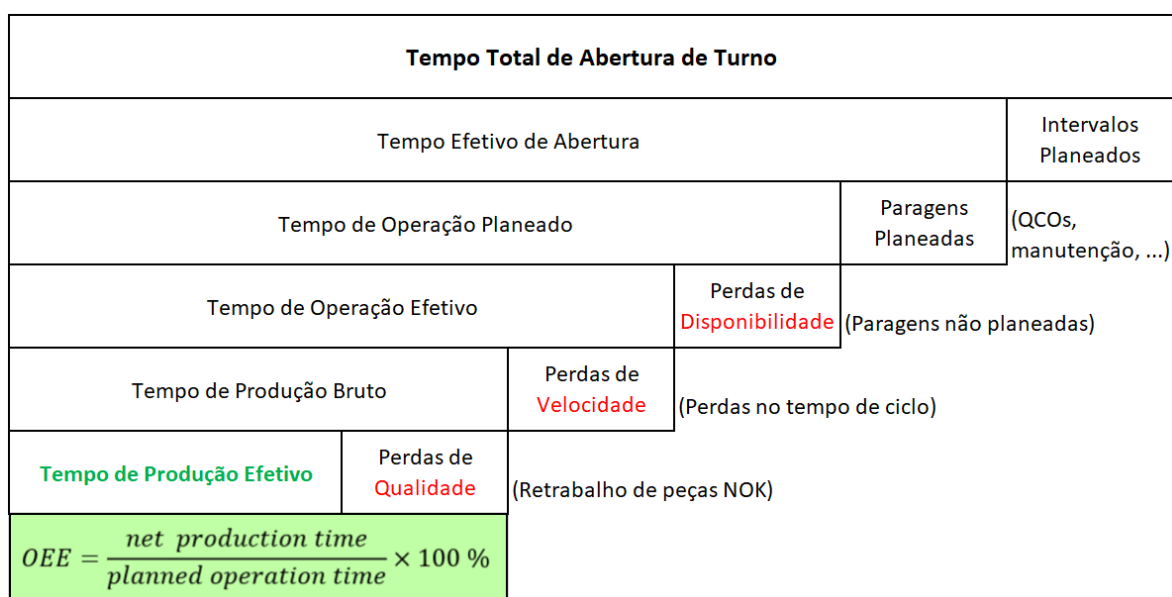 Tempo Total de Abertura de Turno
Tempo Efetivo de Abertura
Intervalos
Planeados
Tempo de Operação Planeado
Paragens
Planeadas
(QCOs,
manutenção, ...)
Tempo de Operação Efetivo
Perdas de
Disponibilidade
(Paragens não planeadas)
Tempo de Produção Bruto
Perdas de
Velocidade
(Perdas no tempo de ciclo)
Tempo de Produção Efetivo
Perdas de
Qualidade
(Retrabalho de peças NOK)
OEE = net production time / planned operation time × 100 %